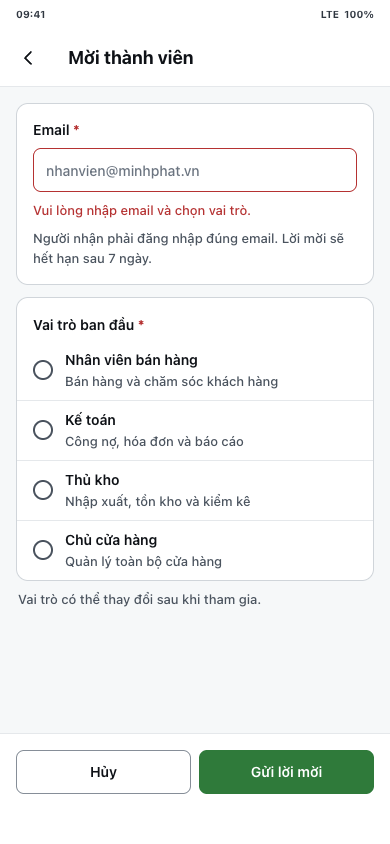 09:41
LTE 100%
Mời thành viên
Email *
nhanvien@minhphat.vn
Vui lòng nhập email và chọn vai trò.
Người nhận phải đăng nhập đúng email. Lời mời sẽ
hết hạn sau 7 ngày.
Vai trò ban đầu *
Nhân viên bán hàng
Bán hàng và chăm sóc khách hàng
Kế toán
Công nợ, hóa đơn và báo cáo
Thủ kho
Nhập xuất, tồn kho và kiểm kê
Chủ cửa hàng
Quản lý toàn bộ cửa hàng
Vai trò có thể thay đổi sau khi tham gia.
Hủy
Gửi lời mời